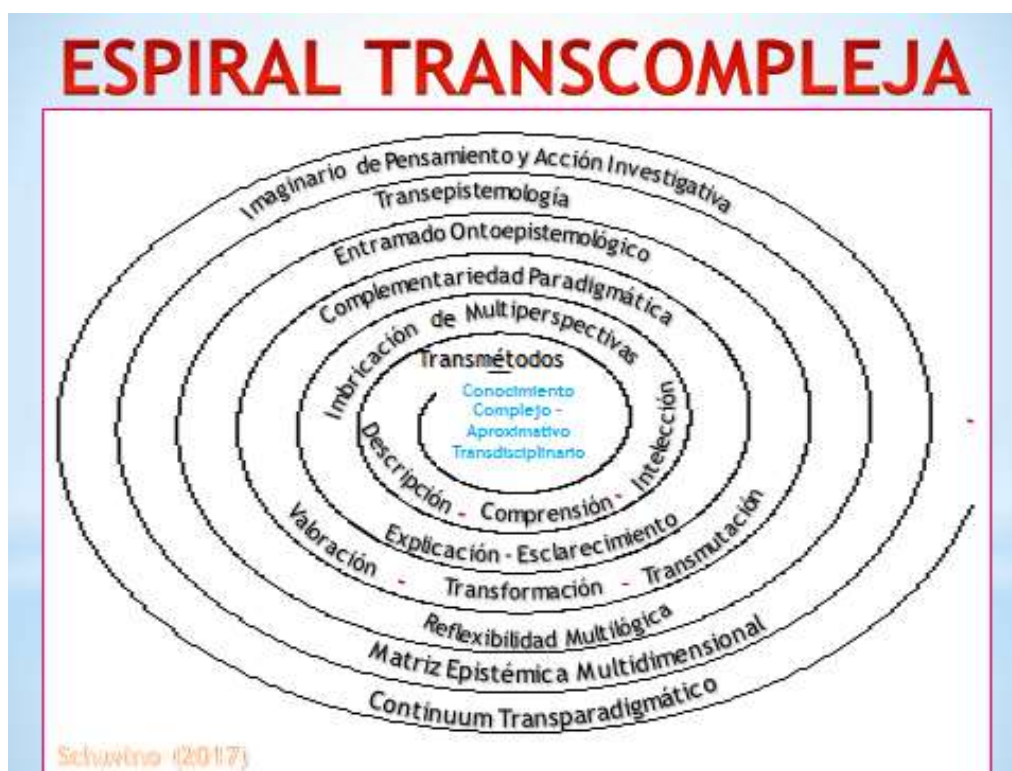 ESPIRAL TRANSCOMPLEJA
Imaginario de Pensamiento y Acción Investigativa
Transepistemología
Entramado Ontoepistemológico
Complementariedad Paradigmática
Imbricación de Multiperspectivas
Transmétodos
Conocimiento
Complejo -
Aproximativo
Transdisciplinario
Descripción - Comprensión - Intelección
Explicación - Esclarecimiento
Valoración - Transformación - Transmutación
Reflexibilidad Multilógica
Matriz Epistémica Multidimensional
Continuum Transparadigmático
(2017)